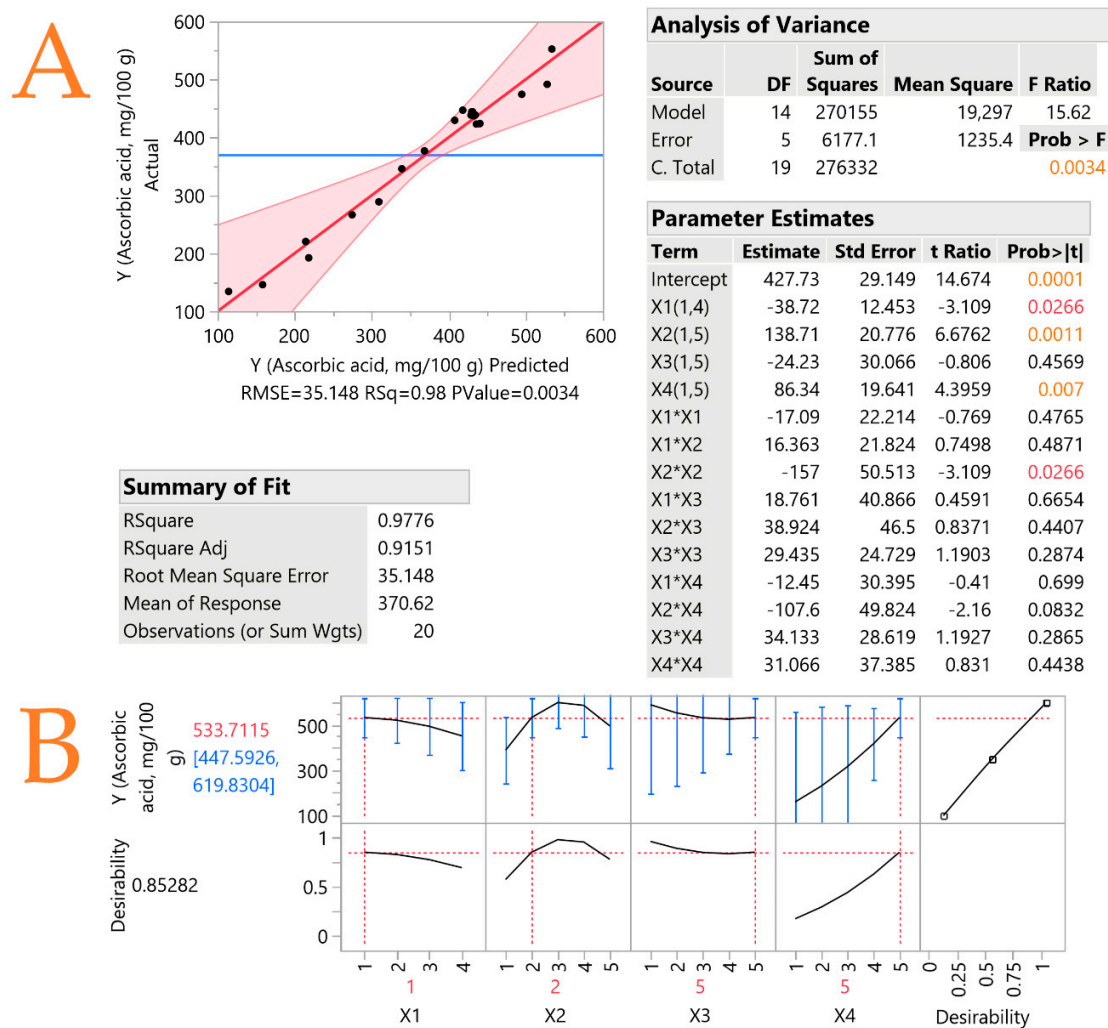 A
600
500
400
300
200
100
100 200 300 400 500 600
Y (Ascorbic acid, mg/100 g)
Actual
Y (Ascorbic acid, mg/100 g) Predicted
RMSE=35.148 RSq=0.98 PValue=0.0034
Summary of Fit
RSquare 0.9776
RSquare Adj 0.9151
Root Mean Square Error 35.148
Mean of Response 370.62
Observations (or Sum Wgts) 20
Analysis of Variance
Source DF Sum of Squares Mean Square F Ratio
Model 14 270155 19,297 15.62
Error 5 6177.1 1235.4 Prob > F
C. Total 19 276332 0.0034
Parameter Estimates
Term Estimate Std Error t Ratio Prob>|t|
Intercept 427.73 29.149 14.674 0.0001
X1(1,4) -38.72 12.453 -3.109 0.0266
X2(1,5) 138.71 20.776 6.6762 0.0011
X3(1,5) -24.23 30.066 -0.806 0.4569
X4(1,5) 86.34 19.641 4.3959 0.007
X1*X1 -17.09 22.214 -0.769 0.4765
X1*X2 16.363 21.824 0.7498 0.4871
X2*X2 -157 50.513 -3.109 0.0266
X1*X3 18.761 40.866 0.4591 0.6654
X2*X3 38.924 46.5 0.8371 0.4407
X3*X3 29.435 24.729 1.1903 0.2874
X1*X4 -12.45 30.395 -0.41 0.699
X2*X4 -107.6 49.824 -2.16 0.0832
X3*X4 34.133 28.619 1.1927 0.2865
X4*X4 31.066 37.385 0.831 0.4438
B
Y (Ascorbic
acid, mg/100
g)
533.7115
[447.5926,
619.8304]
500
300
100
Desirability
0.85282
1
0.5
0
1 2 3 4 1 2 3 4 5 1 2 3 4 5 1 2 3 4 5 0 0.25 0.5 0.75 1
1 2 5 5
X1 X2 X3 X4 Desirability